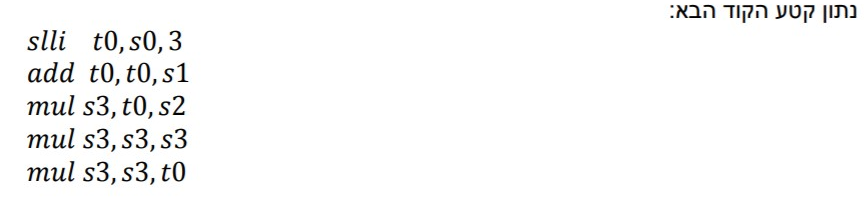 נתון קטע הקוד הבא:
slli t0, s0, 3
add t0, t0, s1
mul s3, t0, s2
mul s3, s3, s3
mul s3, s3, t0